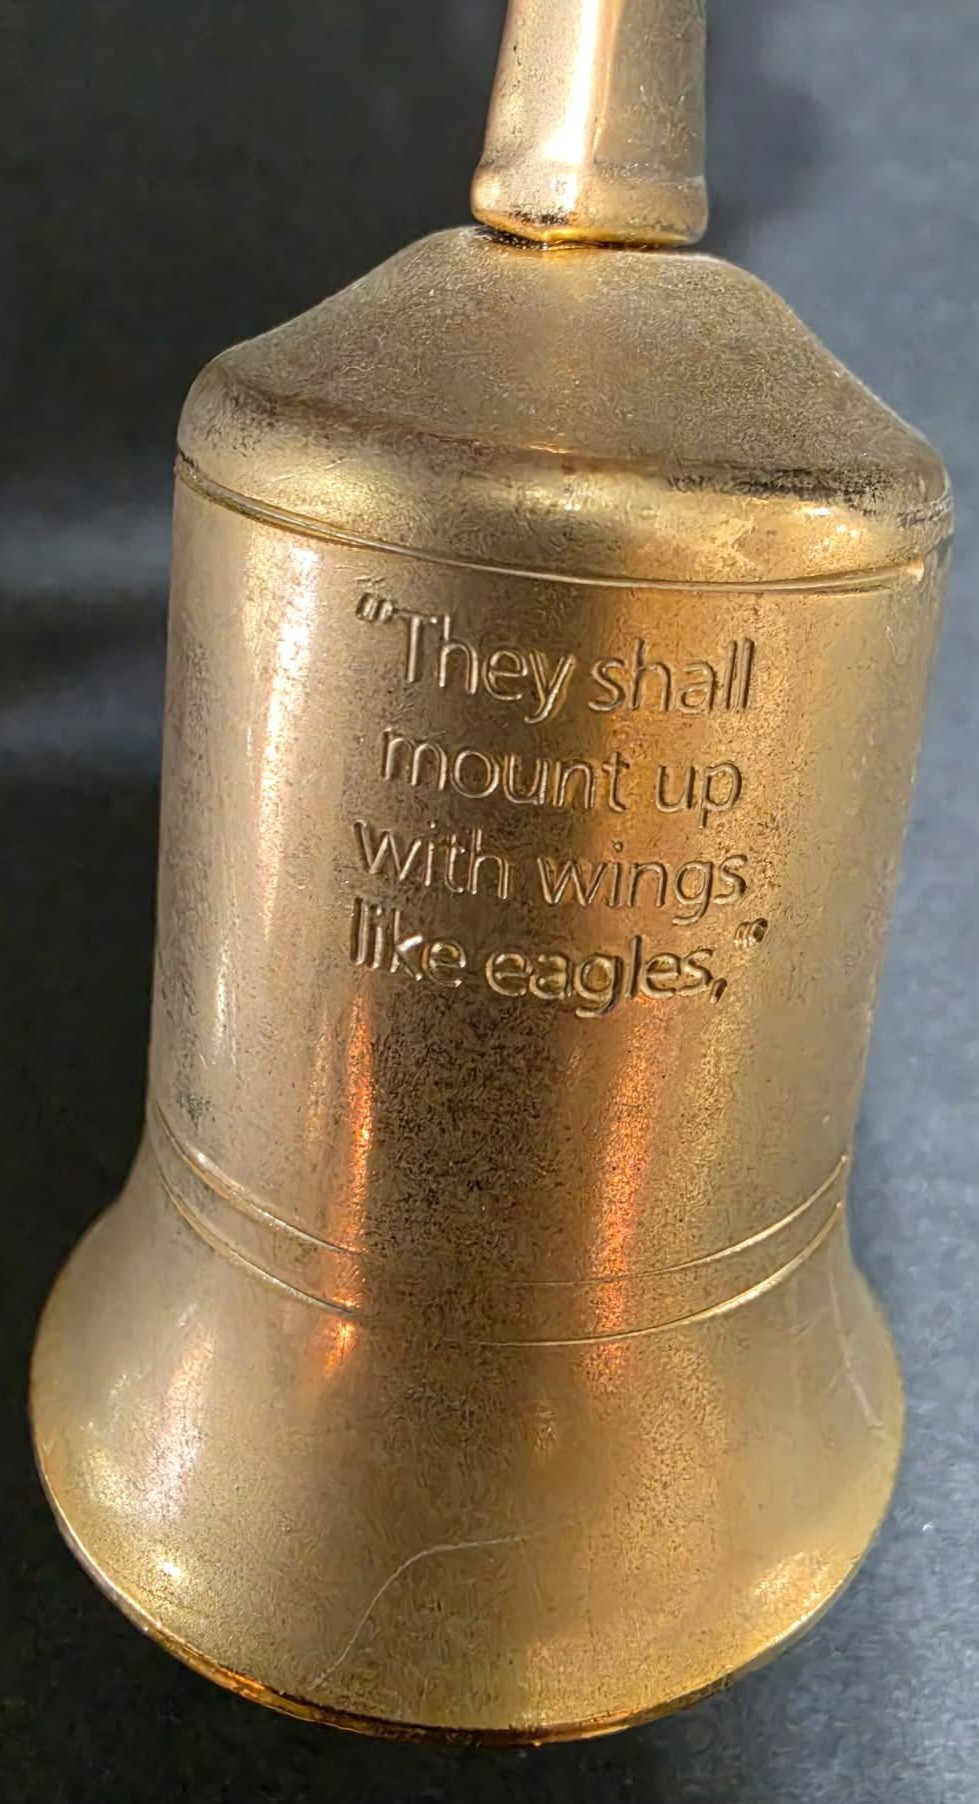 “They shall
mount up
with wings
like eagles,“